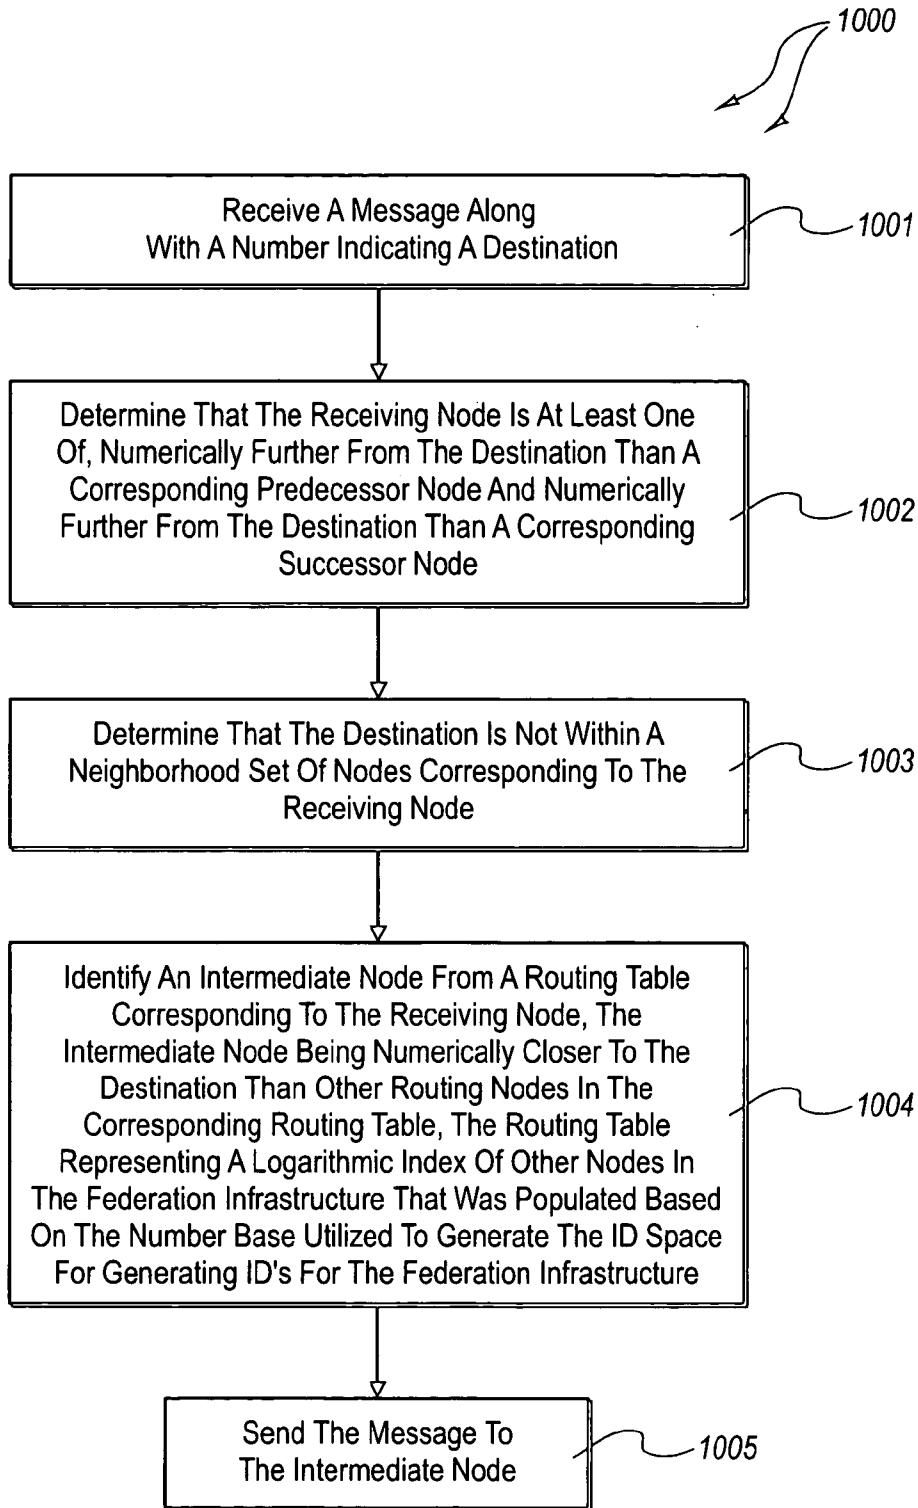 1000
Receive A Message Along
With A Number Indicating A Destination
1001
Determine That The Receiving Node Is At Least One
Of, Numerically Further From The Destination Than A
Corresponding Predecessor Node And Numerically
Further From The Destination Than A Corresponding
Successor Node
1002
Determine That The Destination Is Not Within A
Neighborhood Set Of Nodes Corresponding To The
Receiving Node
1003
Identify An Intermediate Node From A Routing Table
Corresponding To The Receiving Node, The
Intermediate Node Being Numerically Closer To The
Destination Than Other Routing Nodes In The
Corresponding Routing Table, The Routing Table
Representing A Logarithmic Index Of Other Nodes In
The Federation Infrastructure That Was Populated Based
On The Number Base Utilized To Generate The ID Space
For Generating ID's For The Federation Infrastructure
1004
Send The Message To
The Intermediate Node
1005